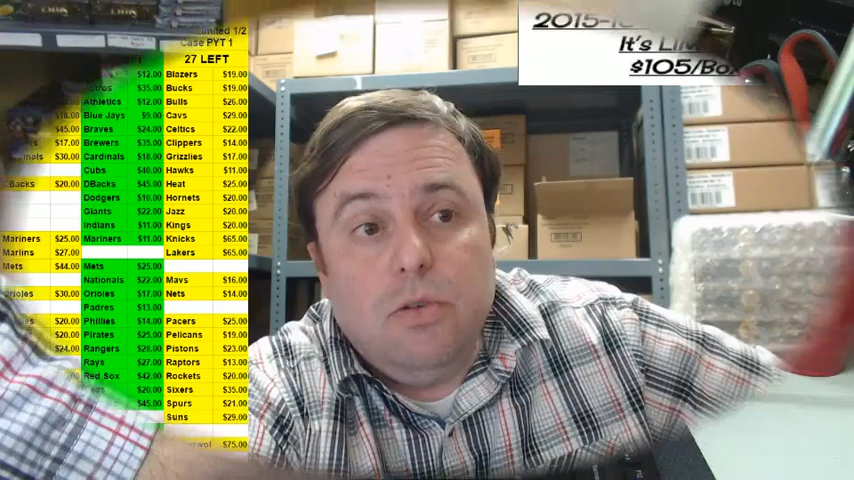 2015-1
It's LIM
$105/Box
imited 1/2
Case PYT 1
27 LEFT
$12.00 Blazers $19.00
$35.00 Bucks $19.00
Athletics $12.00 Bulls $26.00
$18.00 Blue Jays $9.00 Cavs $29.00
$45.00 Braves $24.00 Celtics $22.00
$17.00 Brewers $35.00 Clippers $14.00
$30.00 Cardinals $18.00 Grizzlies $17.00
Cubs $40.00 Hawks $11.00
DBacks $20.00 DBacks $45.00 Heat $25.00
Dodgers $10.00 Hornets $20.00
Giants $22.00 Jazz $20.00
Indians $11.00 Kings $20.00
Mariners $25.00 Mariners $11.00 Knicks $65.00
Marlins $27.00 Lakers $65.00
Mets $44.00 Mets $25.00
Nationals $22.00 Mavs $16.00
Orioles $30.00 Orioles $17.00 Nets $14.00
Padres $13.00
$20.00 Phillies $14.00 Pacers $25.00
$20.00 Pirates $25.00 Pelicans $19.00
$24.00 Rangers $28.00 Pistons $23.00
Rays $27.00 Raptors $13.00
Red Sox $42.00 Rockets $20.00
Reds $20.00 Sixers $35.00
$45.00 Spurs $21.00
Suns $29.00
$75.00